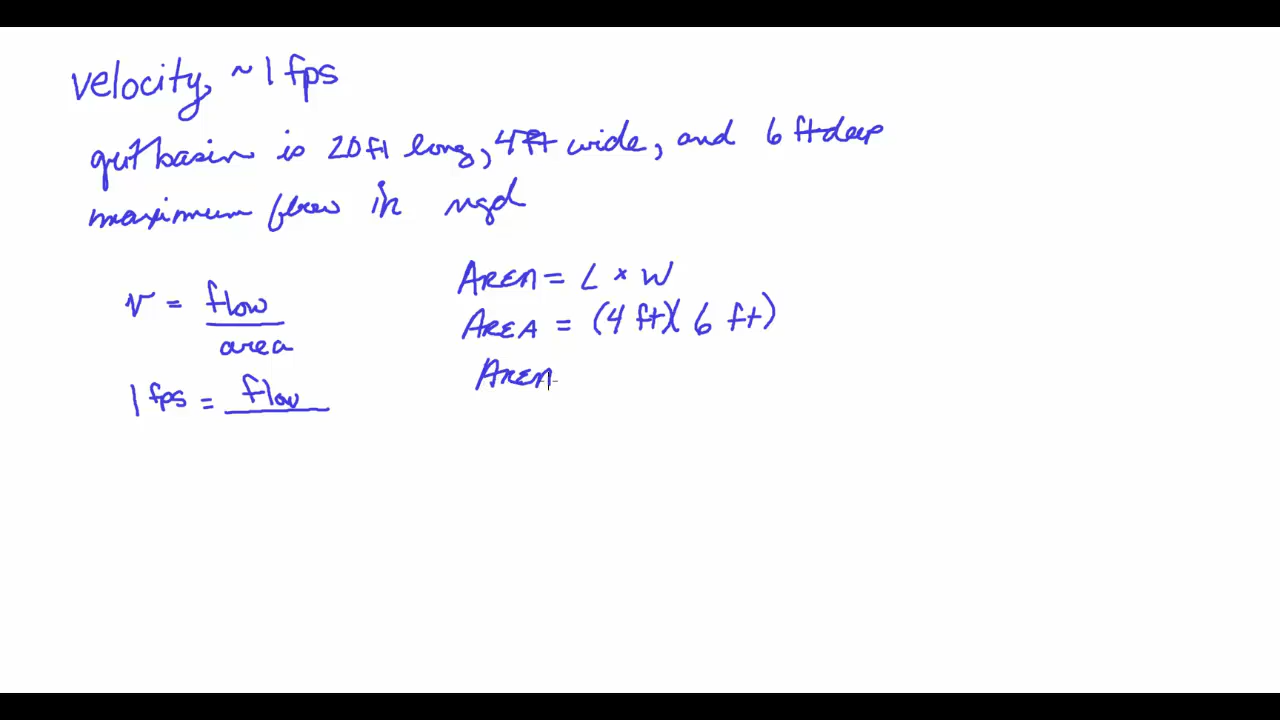 velocity, ~ 1 fps
grit basin is 20 ft long, 4 ft wide, and 6 ft deep
maximum flow in mgd
v = flow / area
1 fps = flow
AREA = L × W
AREA = (4 ft)(6 ft)
AREA